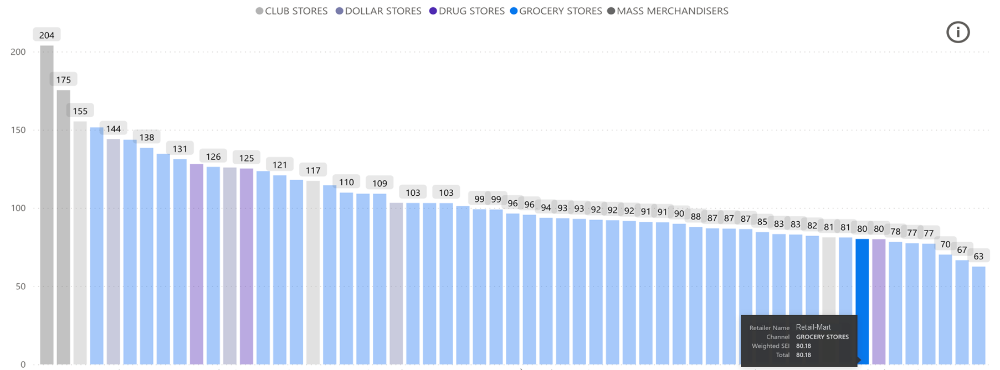 CLUB STORES DOLLAR STORES DRUG STORES GROCERY STORES MASS MERCHANDISERS
i
204
200
175
155
150
144
138
131
126
125
121
117
110
109
103
103
100
99 99 96 96 94 93 93 92 92 92 91 91 90 88 87 87 87 85 83 83 82 81 81 80 80 78 77 77 70 67 63
50
Retailer Name Retail-Mart
Channel GROCERY STORES
Weighted SEI 80.18
Total 80.18
0